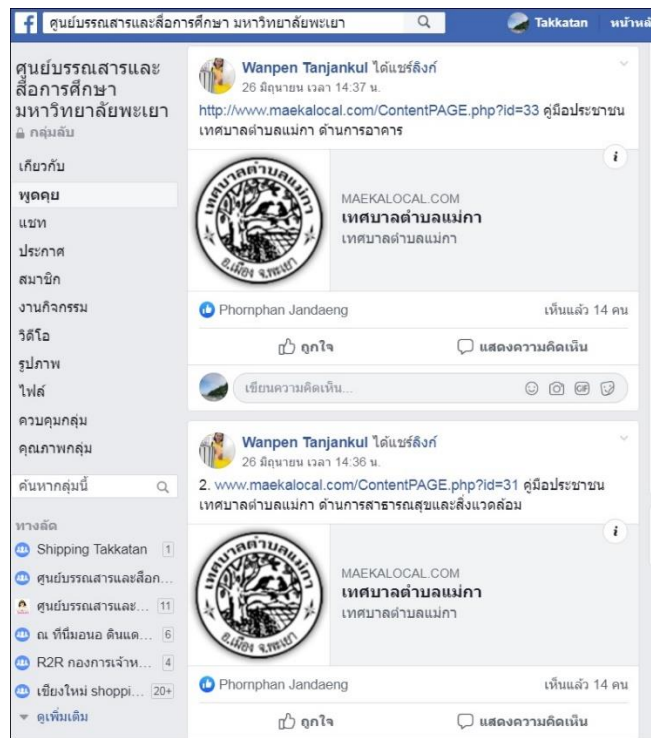 ศูนย์บรรณสารและสื่อการศึกษา มหาวิทยาลัยพะเยา
Takkatan
ศูนย์บรรณสารและ
สื่อการศึกษา
มหาวิทยาลัยพะเยา
กลุ่มลับ
เกี่ยวกับ
พูดคุย
แชท
ประกาศ
สมาชิก
งานกิจกรรม
วิดีโอ
รูปภาพ
ไฟล์
ควบคุมกลุ่ม
คุณภาพกลุ่ม
ค้นหากลุ่มนี้
ทางลัด
Shipping Takkatan 1
ศูนย์บรรณสารและสื่อก...
ศูนย์บรรณสารและ... 11
ณ ที่นี่มอนอ ดินแด... 6
R2R กองการเจ้าห... 4
เชียงใหม่ shoppi... 20+
ดูเพิ่มเติม
Wanpen Tanjankul ได้แชร์ลิงก์
26 มิถุนายน เวลา 14:37 น.
http://www.maekalocal.com/ContentPAGE.php?id=33 คู่มือประชาชน
เทศบาลตำบลแม่กา ด้านการอาคาร
เทศบาลตำบลแม่กา
อ.เมือง จ.พะเยา
MAEKALOCAL.COM
เทศบาลตำบลแม่กา
เทศบาลตำบลแม่กา
Phornphan Jandaeng เห็นแล้ว 14 คน
ถูกใจ แสดงความคิดเห็น
เขียนความคิดเห็น... GIF
Wanpen Tanjankul ได้แชร์ลิงก์
26 มิถุนายน เวลา 14:36 น.
2. www.maekalocal.com/ContentPAGE.php?id=31 คู่มือประชาชน
เทศบาลตำบลแม่กา ด้านการสาธารณสุขและสิ่งแวดล้อม
เทศบาลตำบลแม่กา
อ.เมือง จ.พะเยา
MAEKALOCAL.COM
เทศบาลตำบลแม่กา
เทศบาลตำบลแม่กา
Phornphan Jandaeng เห็นแล้ว 14 คน
ถูกใจ แสดงความคิดเห็น